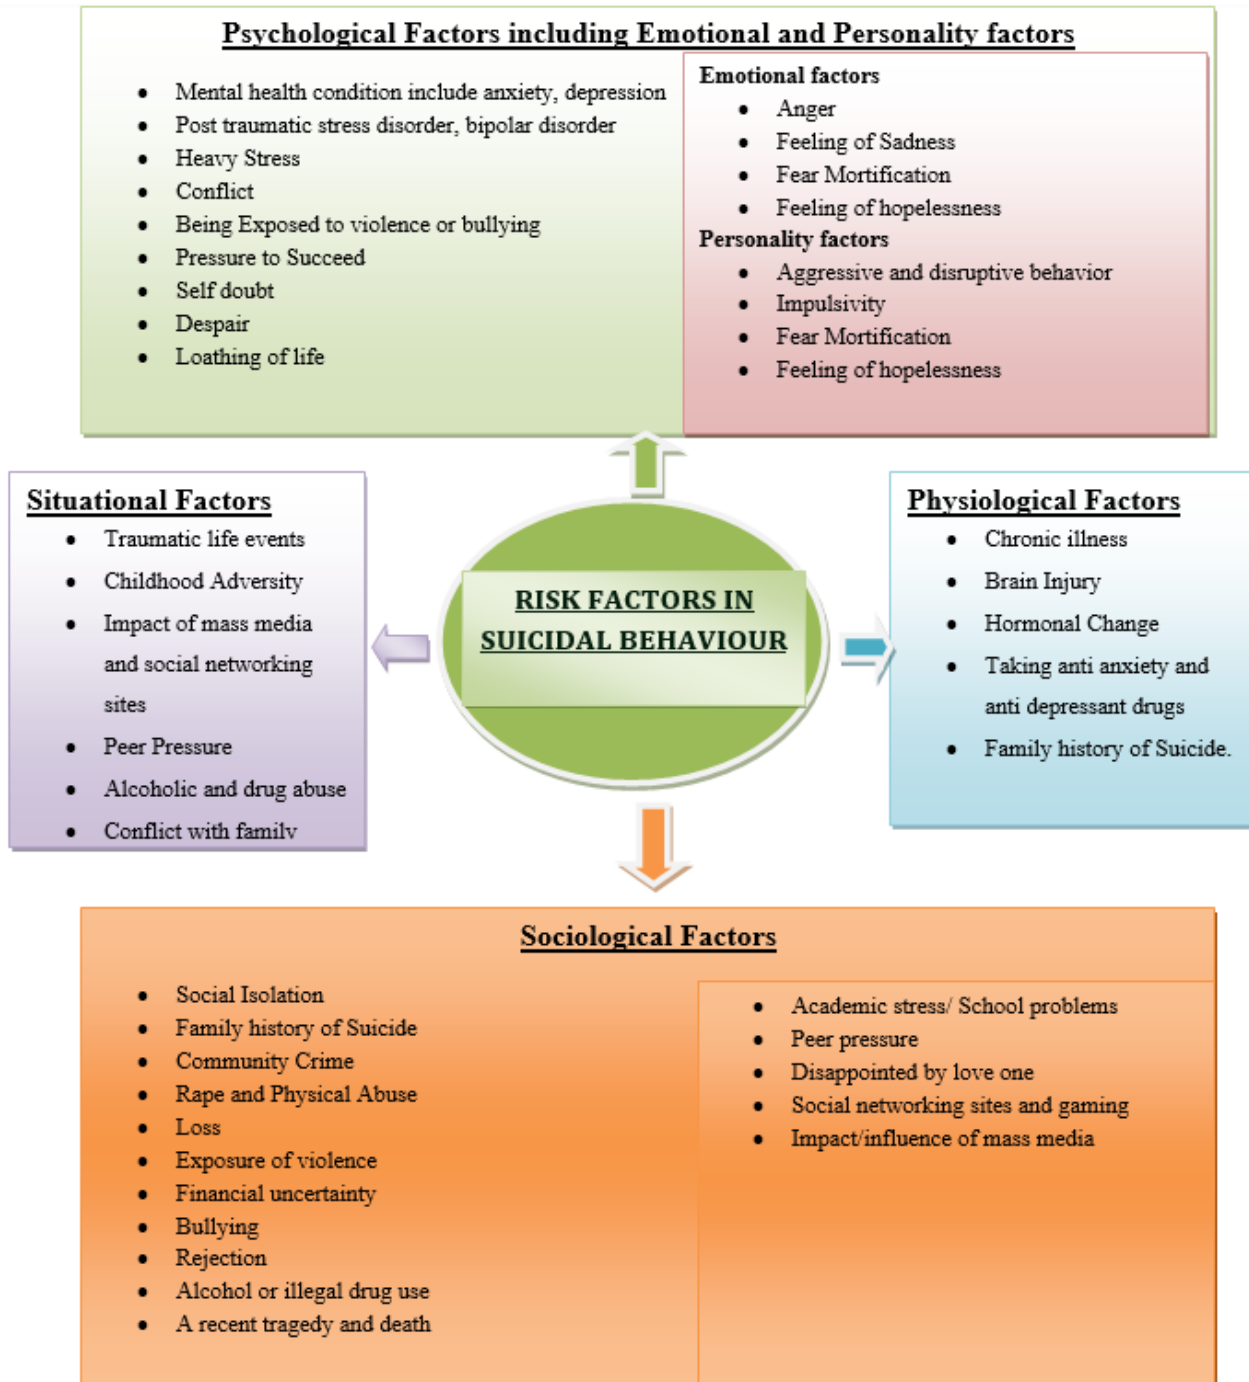 Psychological Factors including Emotional and Personality factors
• Mental health condition include anxiety, depression
• Post traumatic stress disorder, bipolar disorder
• Heavy Stress
• Conflict
• Being Exposed to violence or bullying
• Pressure to Succeed
• Self doubt
• Despair
• Loathing of life
Emotional factors
• Anger
• Feeling of Sadness
• Fear Mortification
• Feeling of hopelessness
Personality factors
• Aggressive and disruptive behavior
• Impulsivity
• Fear Mortification
• Feeling of hopelessness
Situational Factors
• Traumatic life events
• Childhood Adversity
• Impact of mass media
and social networking
sites
• Peer Pressure
• Alcoholic and drug abuse
• Conflict with family
RISK FACTORS IN
SUICIDAL BEHAVIOUR
Physiological Factors
• Chronic illness
• Brain Injury
• Hormonal Change
• Taking anti anxiety and
anti depressant drugs
• Family history of Suicide.
Sociological Factors
• Social Isolation
• Family history of Suicide
• Community Crime
• Rape and Physical Abuse
• Loss
• Exposure of violence
• Financial uncertainty
• Bullying
• Rejection
• Alcohol or illegal drug use
• A recent tragedy and death
• Academic stress/ School problems
• Peer pressure
• Disappointed by love one
• Social networking sites and gaming
• Impact/influence of mass media